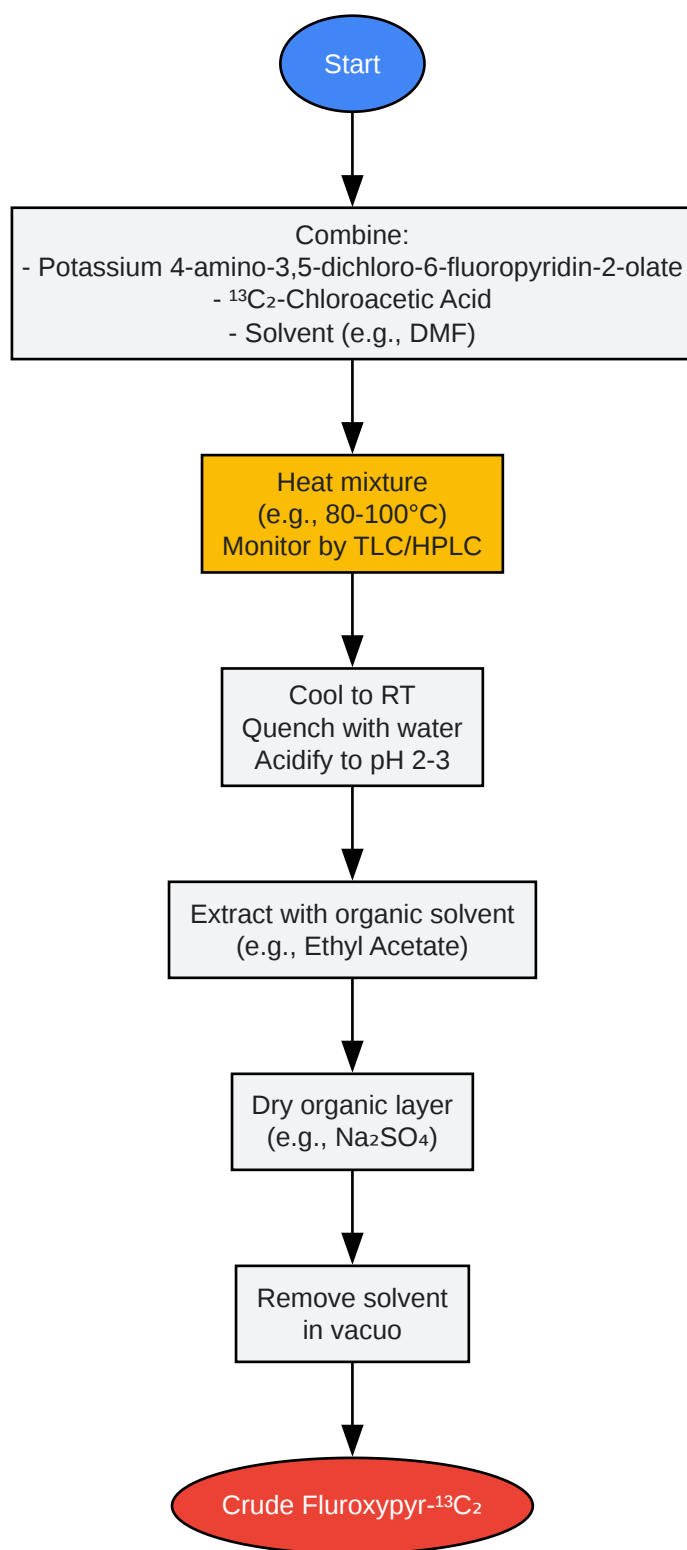 Start
Combine:
- Potassium 4-amino-3,5-dichloro-6-fluoropyridin-2-olate
- ¹³C₂-Chloroacetic Acid
- Solvent (e.g., DMF)
Heat mixture
(e.g., 80-100°C)
Monitor by TLC/HPLC
Cool to RT
Quench with water
Acidify to pH 2-3
Extract with organic solvent
(e.g., Ethyl Acetate)
Dry organic layer
(e.g., Na₂SO₄)
Remove solvent
in vacuo
Crude Fluroxypyr-¹³C₂